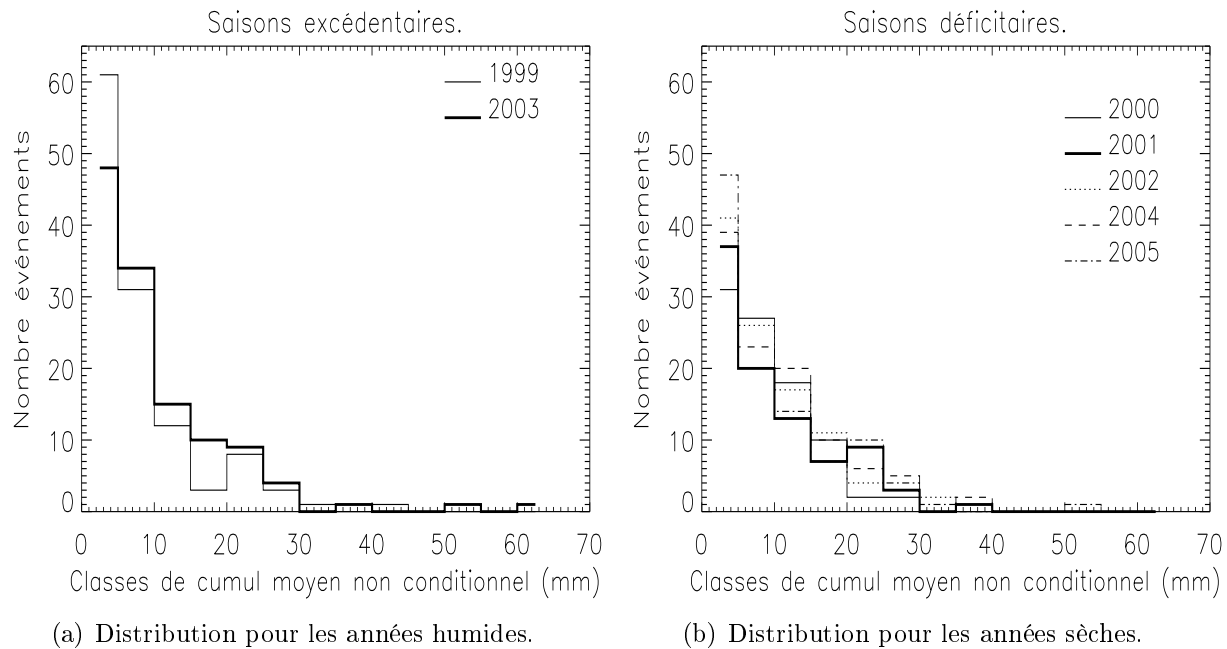 Saisons excédentaires.
60
50
40
30
20
10
0
Nombre événements
1999
2003
0 10 20 30 40 50 60 70
Classes de cumul moyen non conditionnel (mm)
(a) Distribution pour les années humides.
Saisons déficitaires.
60
50
40
30
20
10
0
Nombre événements
2000
2001
2002
2004
2005
0 10 20 30 40 50 60 70
Classes de cumul moyen non conditionnel (mm)
(b) Distribution pour les années sèches.